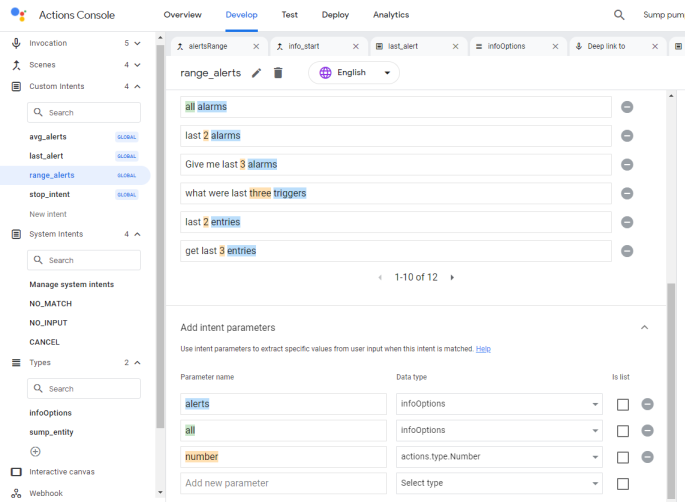 Actions Console
Overview
Develop
Test
Deploy
Analytics
Sump pum
Invocation
5
Scenes
4
Custom Intents
4
Search
avg_alerts
GLOBAL
last_alert
GLOBAL
range_alerts
GLOBAL
stop_intent
GLOBAL
New intent
System Intents
4
Search
Manage system intents
NO_MATCH
NO_INPUT
CANCEL
Types
2
Search
infoOptions
sump_entity
Interactive canvas
Webhook
alertsRange
info_start
last_alert
infoOptions
Deep link to
range_alerts
English
all alarms
last 2 alarms
Give me last 3 alarms
what were last three triggers
last 2 entries
get last 3 entries
1-10 of 12
Add intent parameters
Use intent parameters to extract specific values from user input when this intent is matched. Help
Parameter name
Data type
Is list
alerts
infoOptions
all
infoOptions
number
actions.type.Number
Add new parameter
Select type